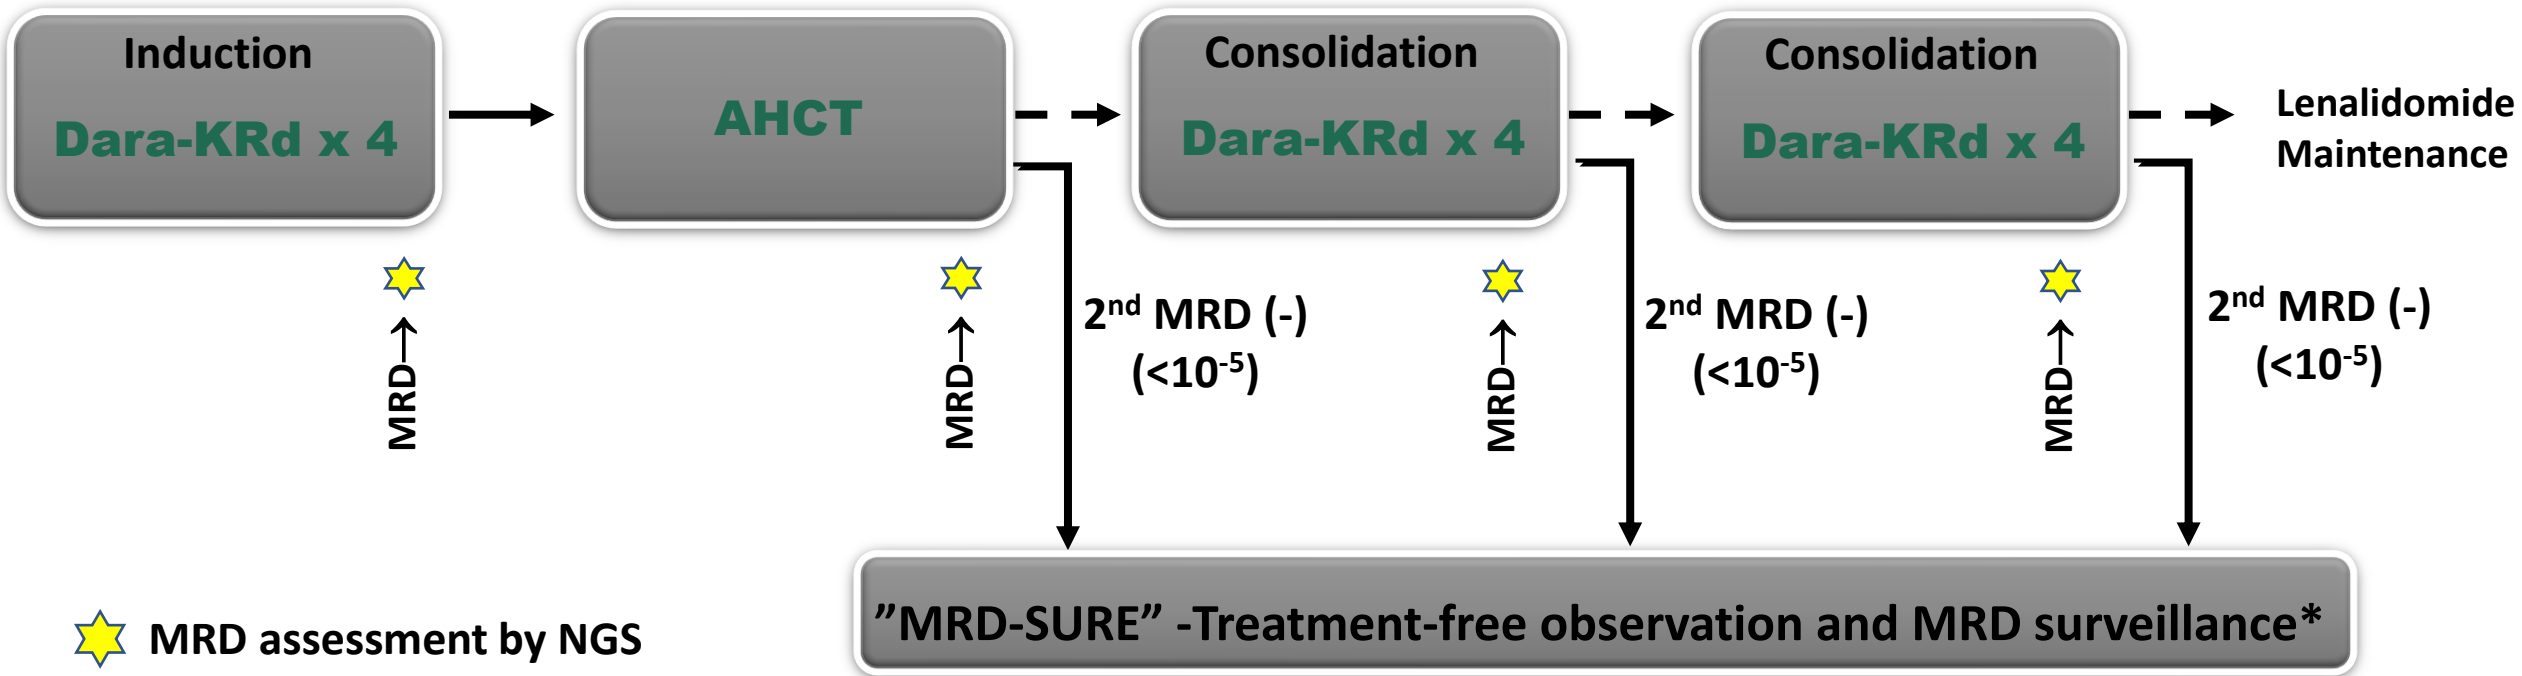 Induction
Dara-KRd x 4
AHCT
Consolidation
Dara-KRd x 4
Consolidation
Dara-KRd x 4
Lenalidomide
Maintenance
MRD
MRD
2nd MRD (-)
(<10-5)
MRD
2nd MRD (-)
(<10-5)
MRD
2nd MRD (-)
(<10-5)
”MRD-SURE” -Treatment-free observation and MRD surveillance*
MRD assessment by NGS